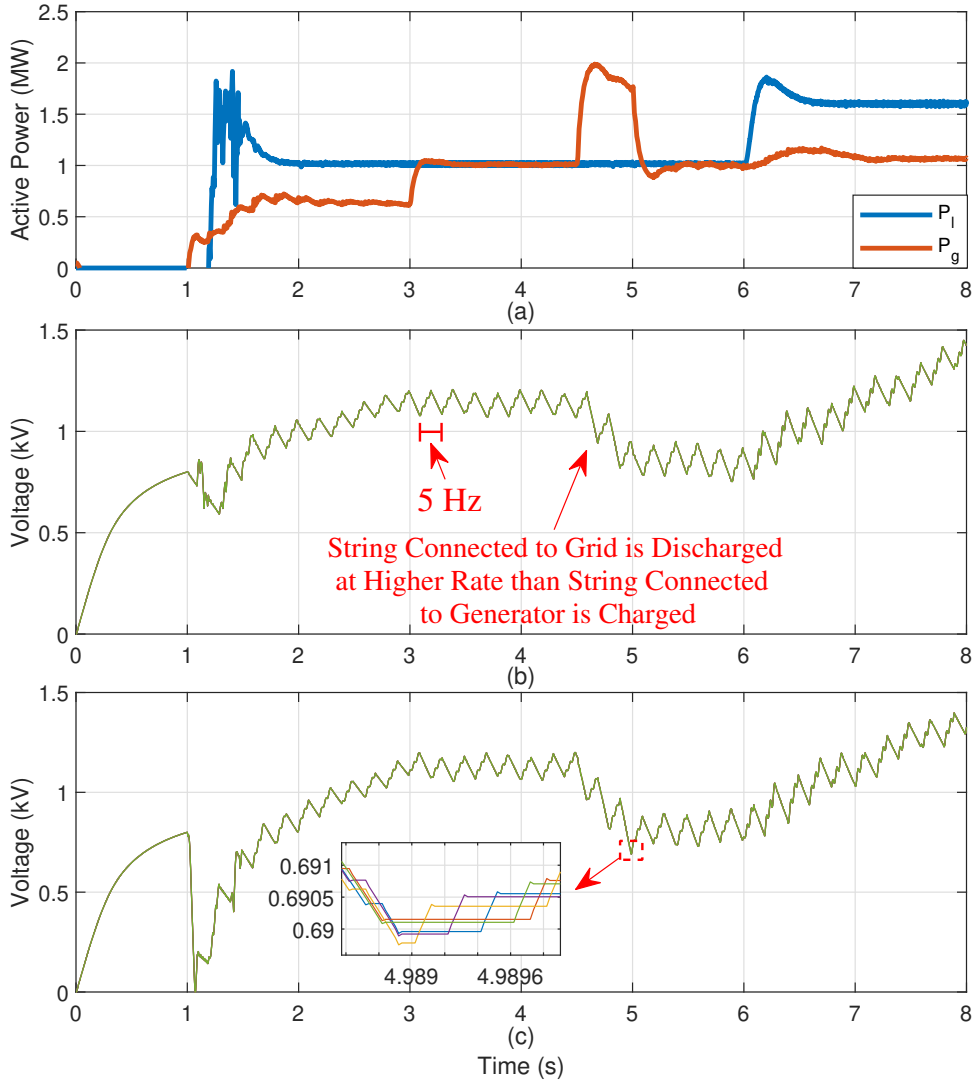 2.5
2
1.5
1
0.5
0
Active Power (MW)
P_l
P_g
0 1 2 3 4 5 6 7 8
(a)
1.5
1
0.5
0
Voltage (kV)
5 Hz
String Connected to Grid is Discharged
at Higher Rate than String Connected
to Generator is Charged
0 1 2 3 4 5 6 7 8
(b)
1.5
1
0.5
0
Voltage (kV)
0.691
0.6905
0.69
4.989 4.9896
0 1 2 3 4 5 6 7 8
(c)
Time (s)